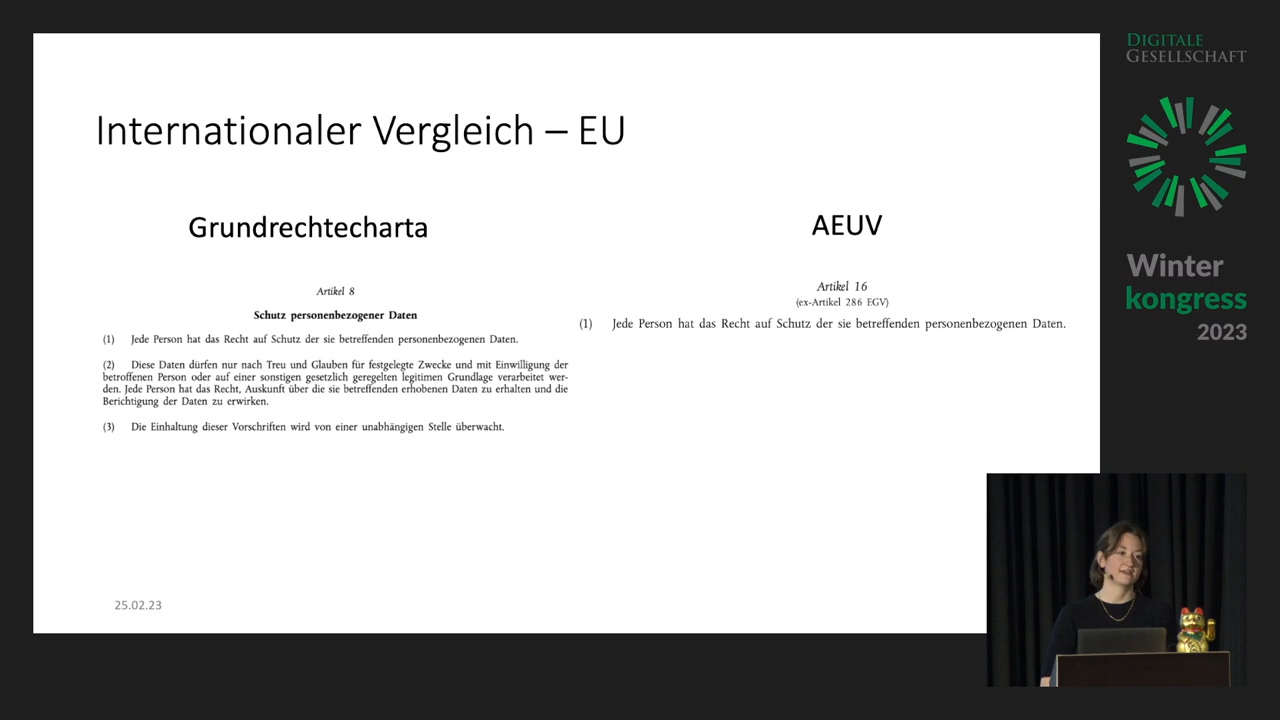 Internationaler Vergleich – EU
Grundrechtecharta
Artikel 8
Schutz personenbezogener Daten
(1) Jede Person hat das Recht auf Schutz der sie betreffenden personenbezogenen Daten.
(2) Diese Daten dürfen nur nach Treu und Glauben für festgelegte Zwecke und mit Einwilligung der
betroffenen Person oder auf einer sonstigen gesetzlich geregelten legitimen Grundlage verarbeitet wer-
den. Jede Person hat das Recht, Auskunft über die sie betreffenden erhobenen Daten zu erhalten und die
Berichtigung der Daten zu erwirken.
(3) Die Einhaltung dieser Vorschriften wird von einer unabhängigen Stelle überwacht.
AEUV
Artikel 16
(ex-Artikel 286 EGV)
(1) Jede Person hat das Recht auf Schutz der sie betreffenden personenbezogenen Daten.
25.02.23
DIGITALE
GESELLSCHAFT
Winter
kongress
2023